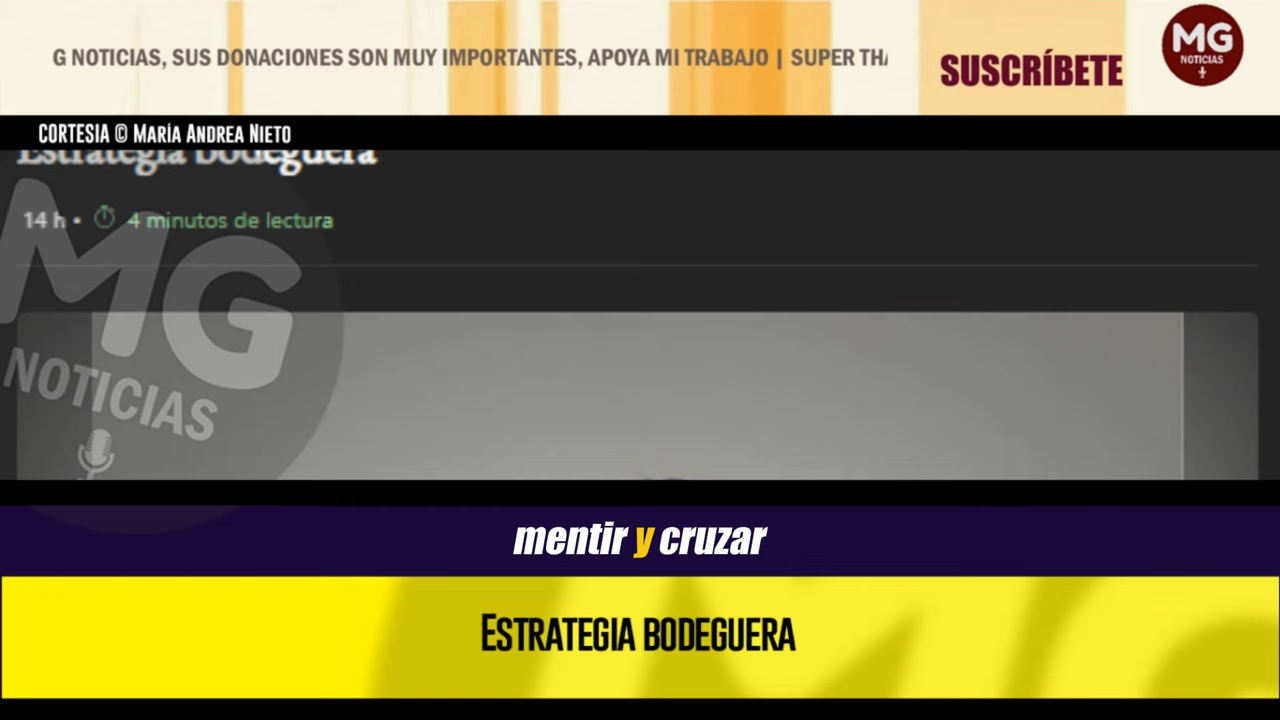 G NOTICIAS, SUS DONACIONES SON MUY IMPORTANTES, APOYA MI TRABAJO | SUPER THA
SUSCRÍBETE
MG
NOTICIAS
CORTESIA © MARÍA ANDREA NIETO
Estrategia bodeguera
14 h • 4 minutos de lectura
MG
NOTICIAS
mentir y cruzar
ESTRATEGIA BODEGUERA